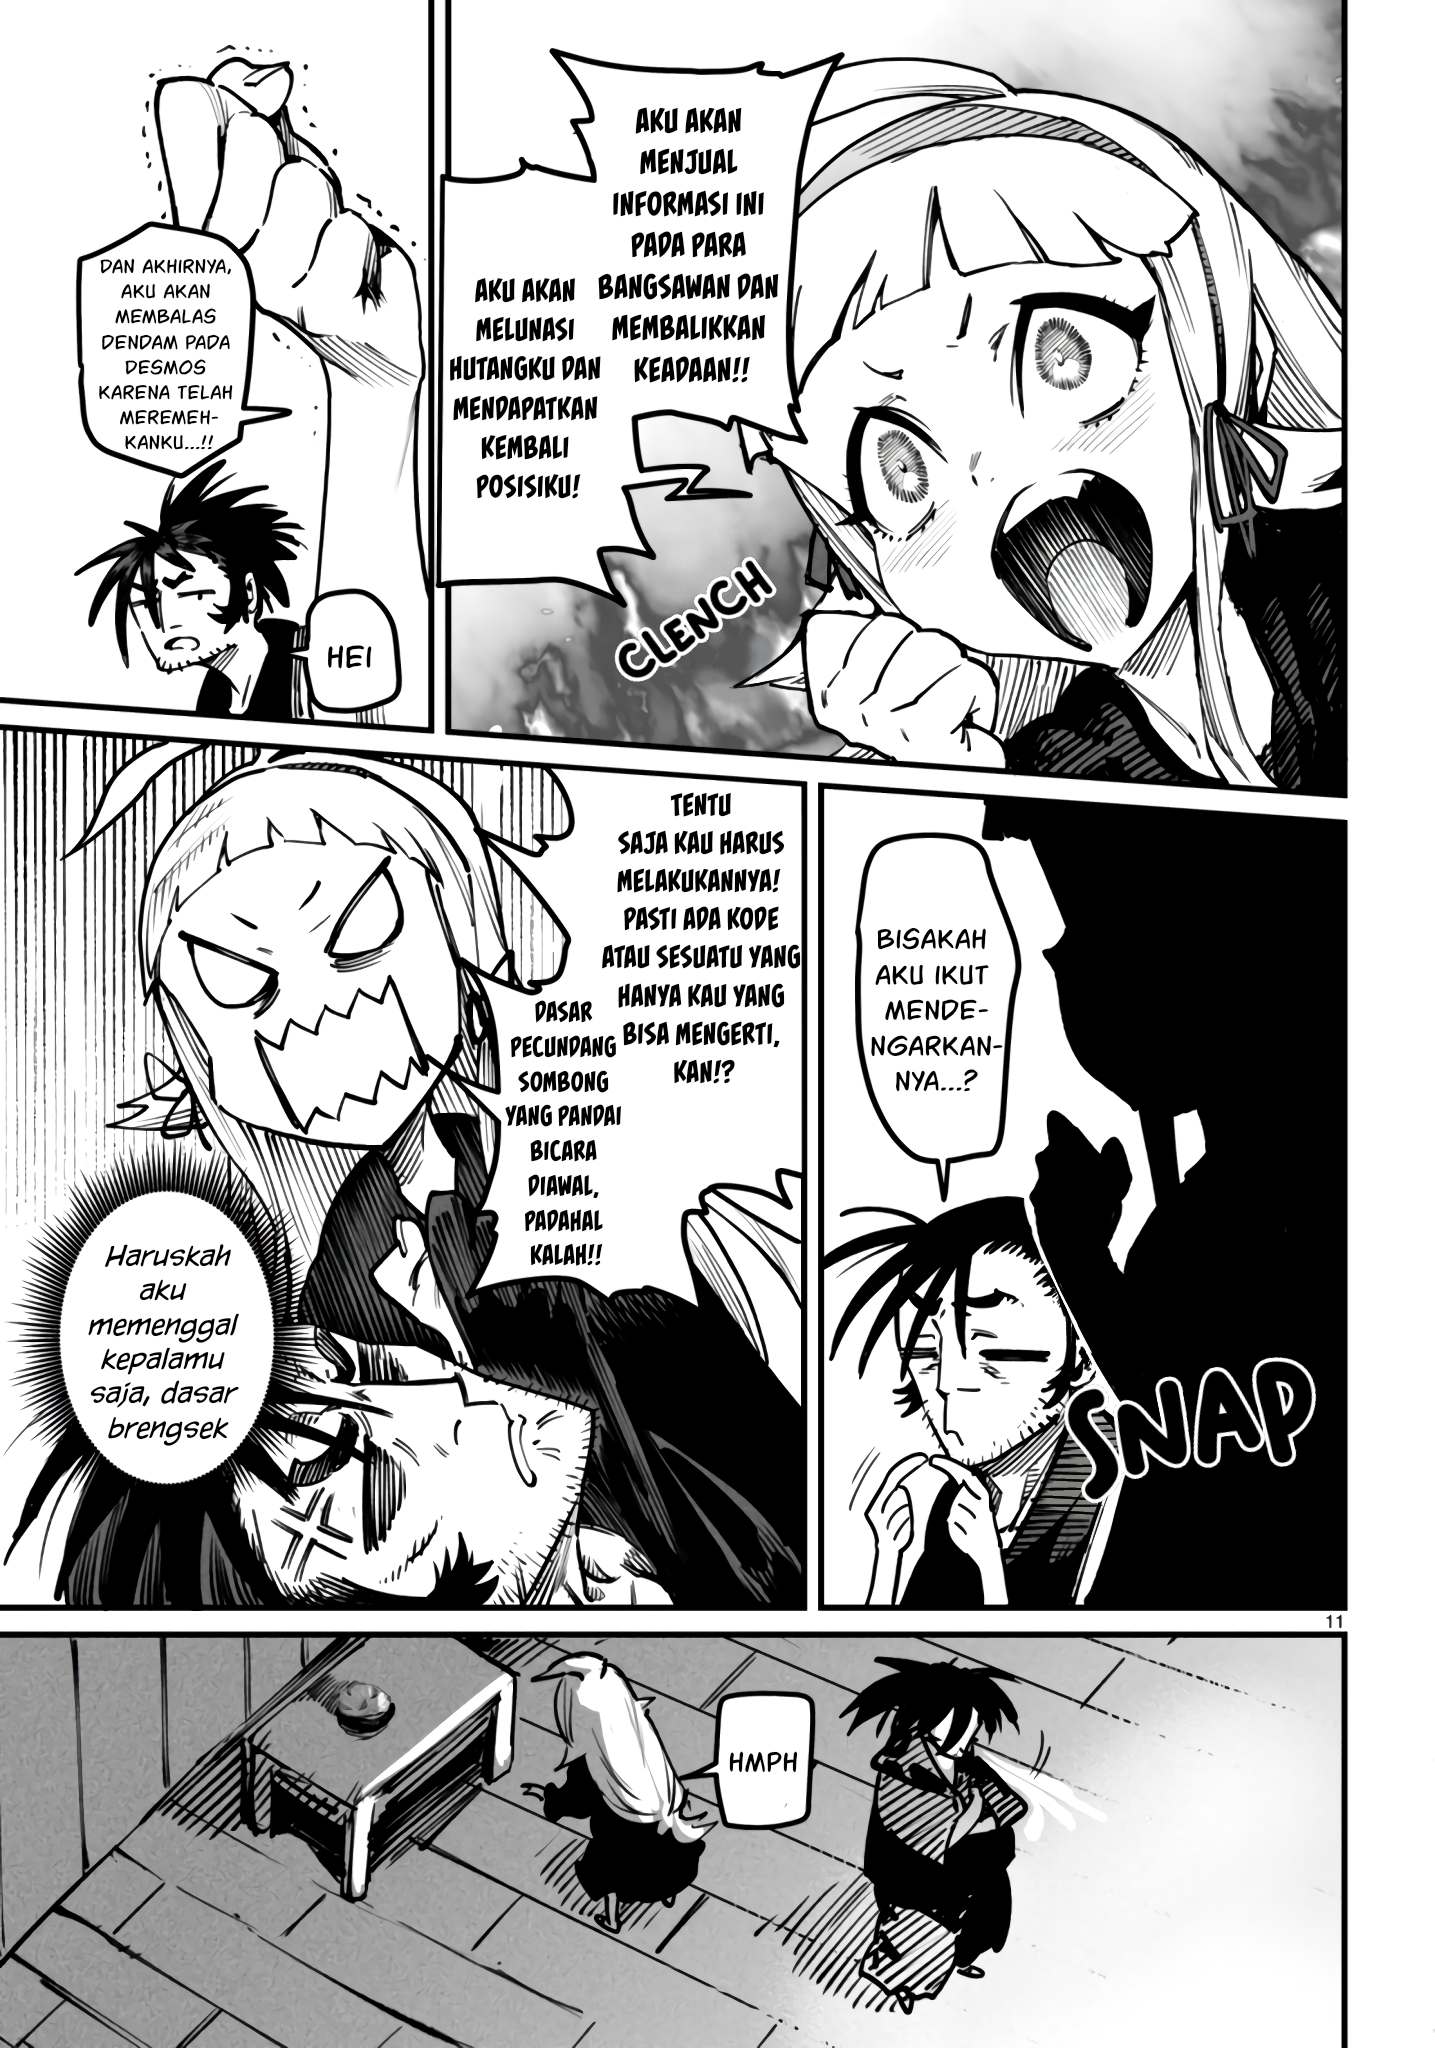 AKU AKAN
MENJUAL
INFORMASI INI
PADA PARA
BANGSAWAN DAN
MEMBALIKKAN
KEADAAN!!
AKU AKAN
MELUNASI
HUTANGKU DAN
MENDAPATKAN
KEMBALI
POSISIKU!
CLENCH
DAN AKHIRNYA,
AKU AKAN
MEMBALAS
DENDAM PADA
DESMOS
KARENA TELAH
MEREMEH-
KANKU...!!
HEI
BISAKAH
AKU IKUT
MENDE-
NGARKAN-
NYA...?
SNAP
TENTU
SAJA KAU HARUS
MELAKUKANNYA!
PASTI ADA KODE
ATAU SESUATU YANG
HANYA KAU YANG
BISA MENGERTI,
KAN!?
DASAR
PECUNDANG
SOMBONG
YANG PANDAI
BICARA
DIAWAL,
PADAHAL
KALAH!!
Haruskah
aku
memenggal
kepalamu
saja, dasar
brengsek
11
HMPH